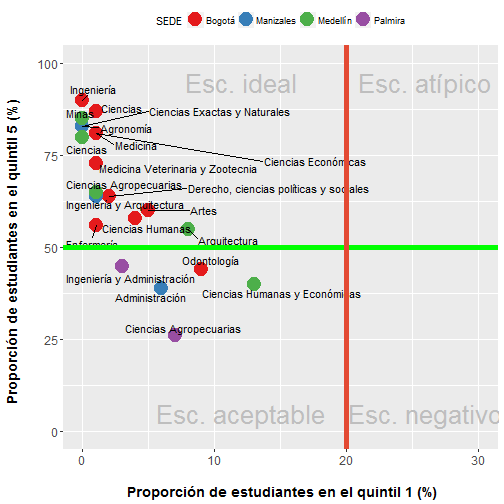 SEDE Bogotá Manizales Medellín Palmira
Proporción de estudiantes en el quintil 5 (%)
100
75
50
25
0
Esc. ideal
Esc. atípico
Ingeniería
Ciencias
Minas
Ciencias Exactas y Naturales
Agronomía
Medicina
Ciencias
Ciencias Económicas
Medicina Veterinaria y Zootecnia
Ciencias Agropecuarias
Derecho, ciencias políticas y sociales
Ingeniería y Arquitectura
Artes
Ciencias Humanas
Enfermería
Arquitectura
Odontología
Ingeniería y Administración
Ciencias Humanas y Económicas
Administración
Ciencias Agropecuarias
Esc. aceptable
Esc. negativo
0
10
20
30
Proporción de estudiantes en el quintil 1 (%)